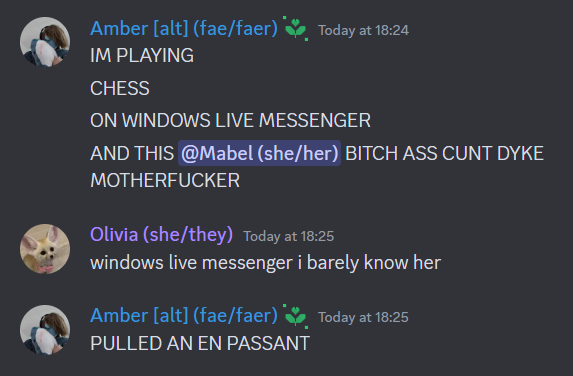 Amber [alt] (fae/faer) Today at 18:24
IM PLAYING
CHESS
ON WINDOWS LIVE MESSENGER
AND THIS @Mabel (she/her) BITCH ASS CUNT DYKE
MOTHERFUCKER
Olivia (she/they) Today at 18:25
windows live messenger i barely know her
Amber [alt] (fae/faer) Today at 18:25
PULLED AN EN PASSANT